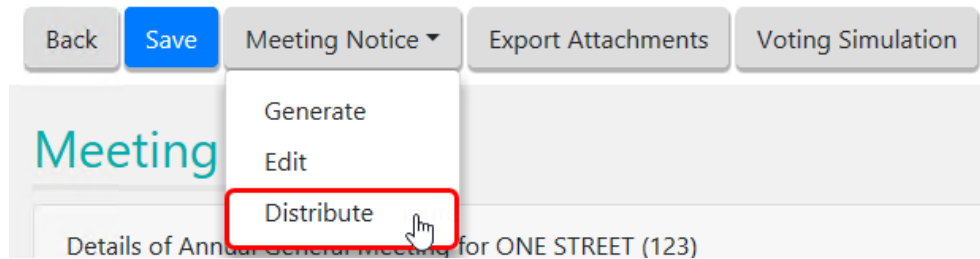 Back Save Meeting Notice Export Attachments Voting Simulation
Generate
Meeting
Edit
Distribute
Details of Annual General Meeting for ONE STREET (123)